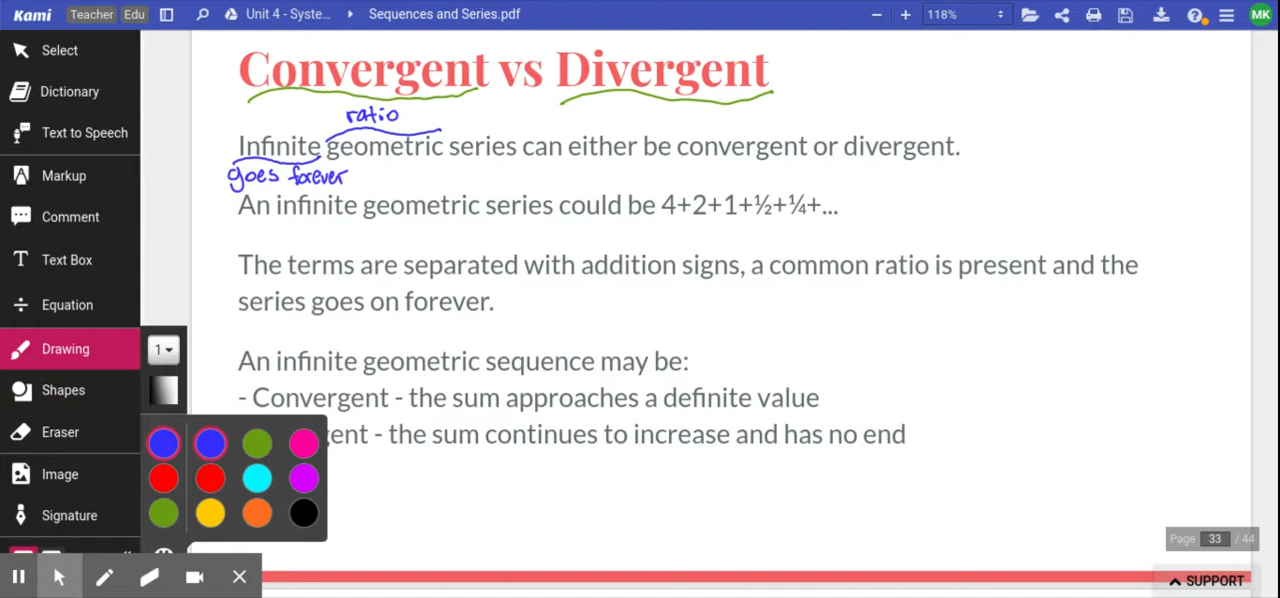 Kami Teacher Edu Unit 4 - Syste... Sequences and Series.pdf 118% MK
Select
Dictionary
Text to Speech
Markup
Comment
Text Box
Equation
Drawing
1
Shapes
Eraser
Image
Signature
Convergent vs Divergent
ratio
Infinite geometric series can either be convergent or divergent.
goes forever
An infinite geometric series could be 4+2+1+½+¼+...
The terms are separated with addition signs, a common ratio is present and the
series goes on forever.
An infinite geometric sequence may be:
- Convergent - the sum approaches a definite value
gent - the sum continues to increase and has no end
Page 33 / 44
SUPPORT